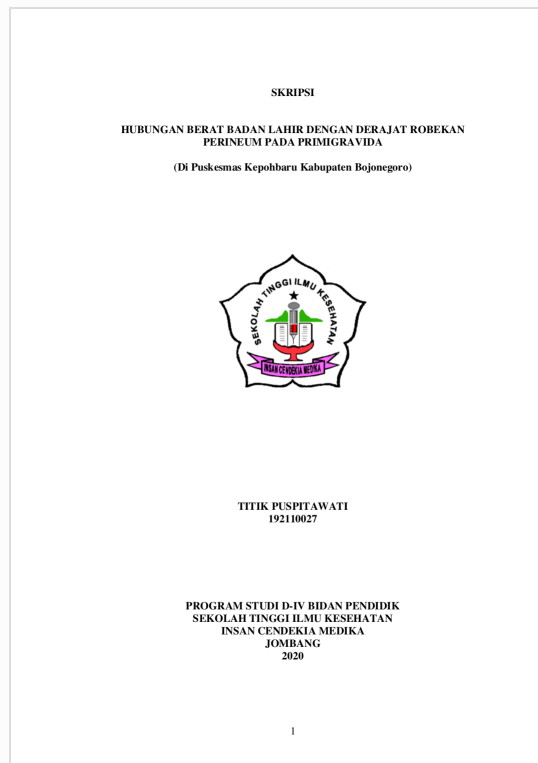 SKRIPSI
HUBUNGAN BERAT BADAN LAHIR DENGAN DERAJAT ROBEKAN
PERINEUM PADA PRIMIGRAVIDA
(Di Puskesmas Kepohbaru Kabupaten Bojonegoro)
SEKOLAH TINGGI ILMU KESEHATAN
INSAN CENDEKIA MEDIKA
TITIK PUSPITAWATI
192110027
PROGRAM STUDI D-IV BIDAN PENDIDIK
SEKOLAH TINGGI ILMU KESEHATAN
INSAN CENDEKIA MEDIKA
JOMBANG
2020
1